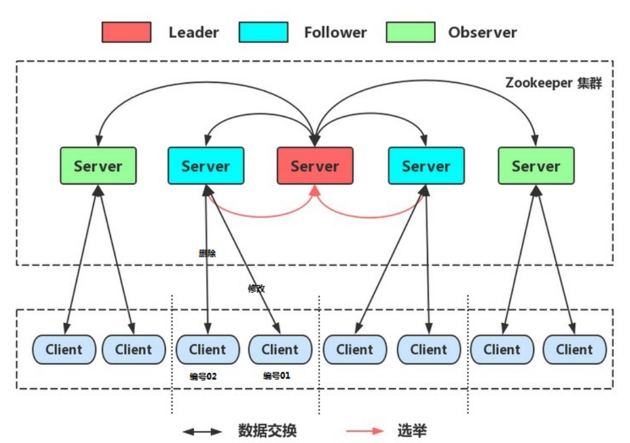 Leader Follower Observer
Zookeeper 集群
Server Server Server Server Server
删除
修改
Client Client Client Client Client Client Client Client
编号02 编号01
数据交换 选举